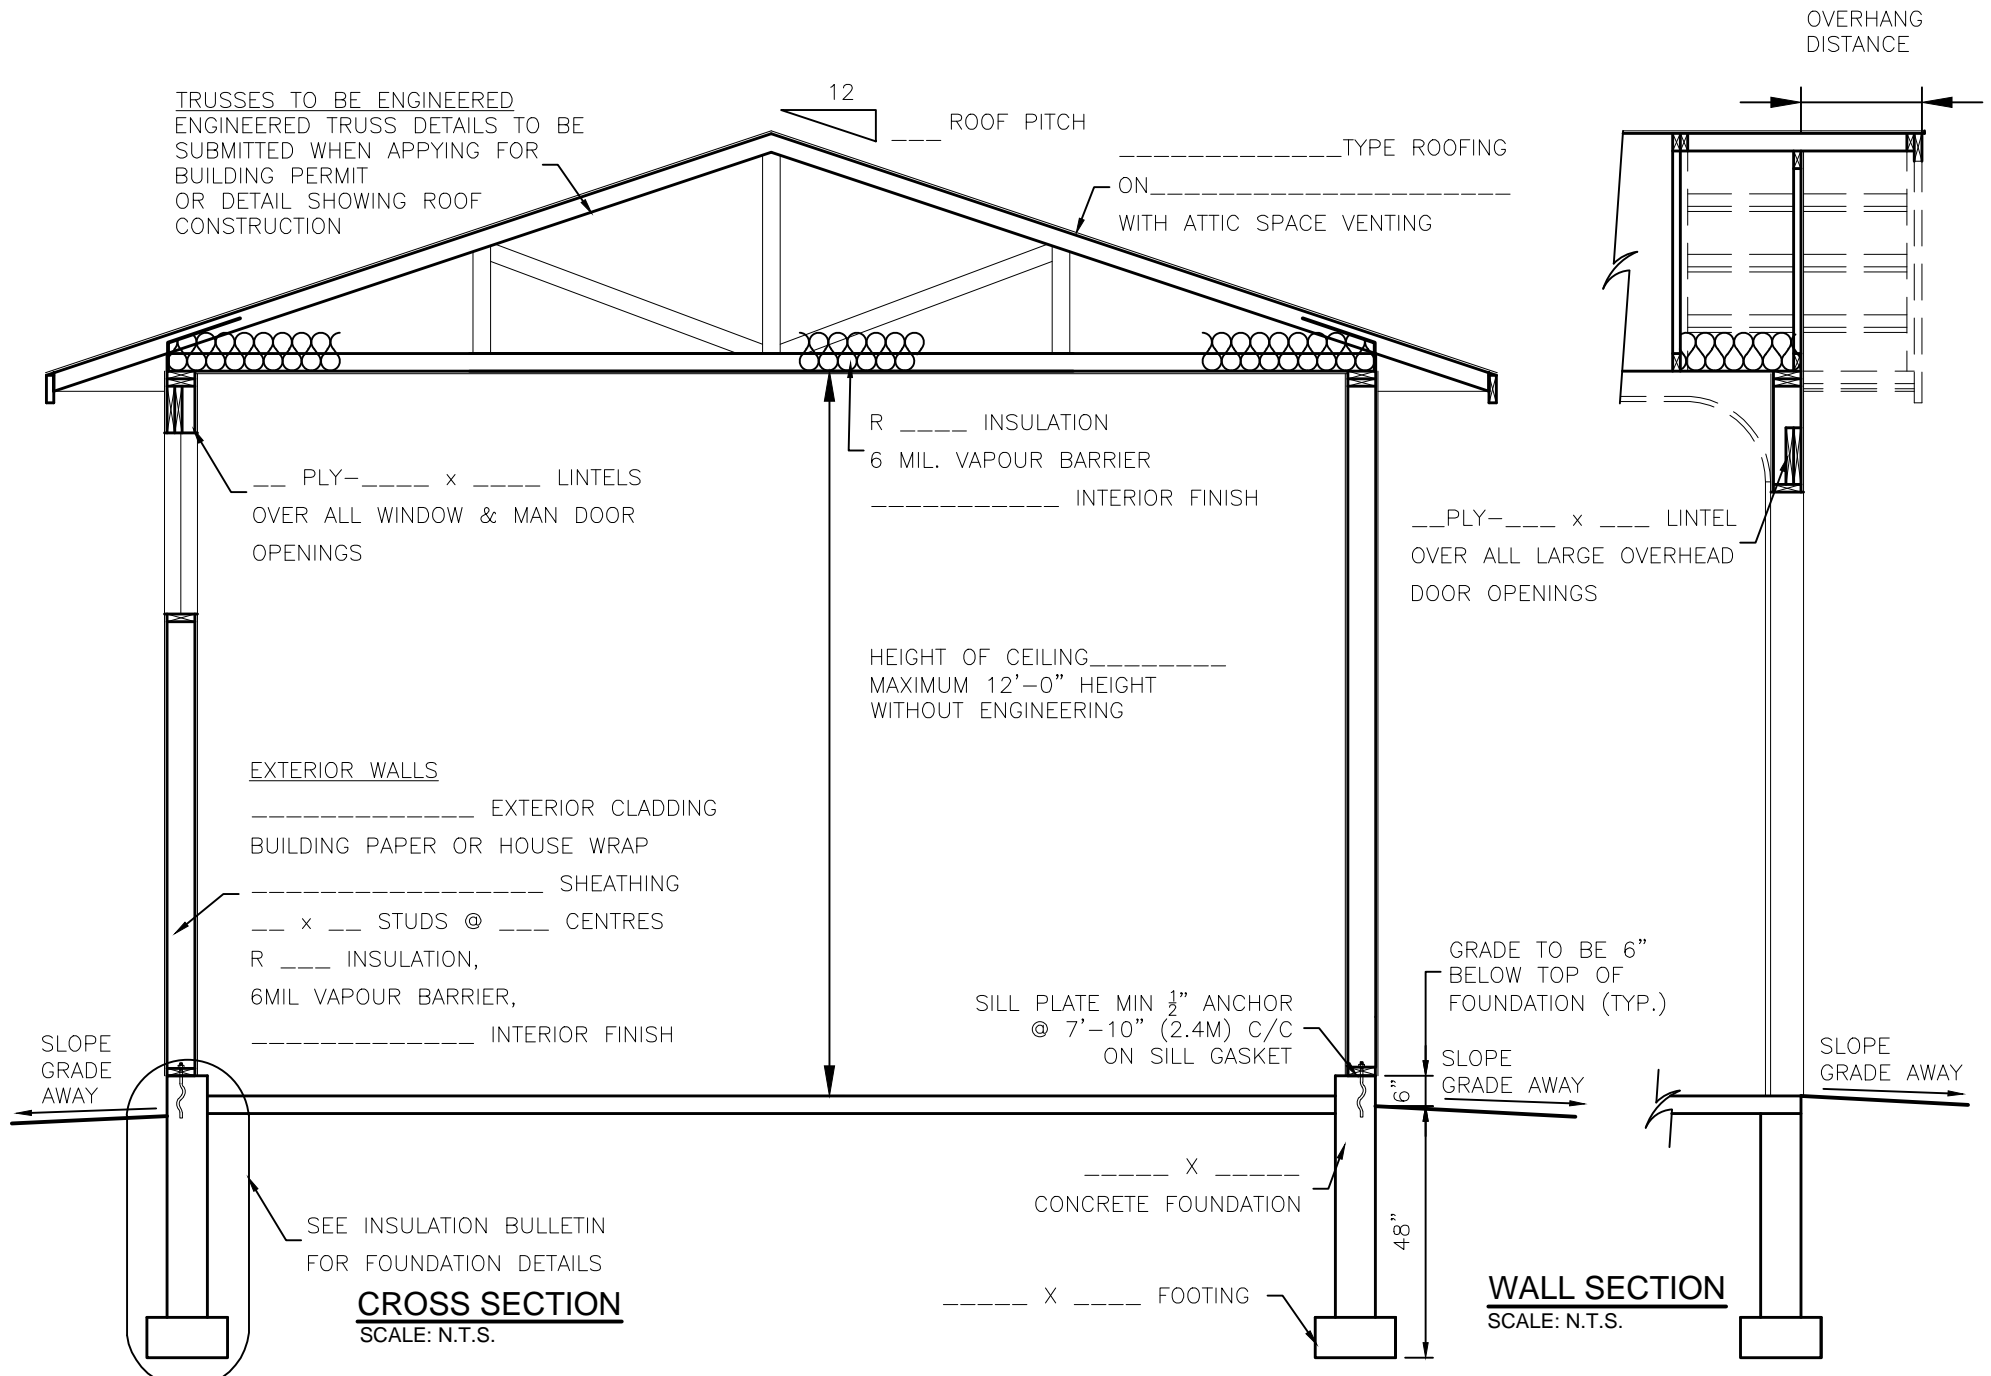 OVERHANG
DISTANCE
TRUSSES TO BE ENGINEERED
ENGINEERED TRUSS DETAILS TO BE
SUBMITTED WHEN APPYING FOR
BUILDING PERMIT
OR DETAIL SHOWING ROOF
CONSTRUCTION
12
___ ROOF PITCH
_____________TYPE ROOFING
ON_____________________
WITH ATTIC SPACE VENTING
R ____ INSULATION
6 MIL. VAPOUR BARRIER
___________ INTERIOR FINISH
__ PLY-____ x ____ LINTELS
OVER ALL WINDOW & MAN DOOR
OPENINGS
__PLY-___ x ___ LINTEL
OVER ALL LARGE OVERHEAD
DOOR OPENINGS
HEIGHT OF CEILING________
MAXIMUM 12'-0" HEIGHT
WITHOUT ENGINEERING
EXTERIOR WALLS
_____________ EXTERIOR CLADDING
BUILDING PAPER OR HOUSE WRAP
_________________ SHEATHING
__ x __ STUDS @ ___ CENTRES
R ___ INSULATION,
6MIL VAPOUR BARRIER,
_____________ INTERIOR FINISH
GRADE TO BE 6"
BELOW TOP OF
FOUNDATION (TYP.)
SILL PLATE MIN ½" ANCHOR
@ 7'-10" (2.4M) C/C
ON SILL GASKET
SLOPE
GRADE
AWAY
SLOPE
GRADE AWAY
SLOPE
GRADE AWAY
6"
48"
_____ X _____
CONCRETE FOUNDATION
SEE INSULATION BULLETIN
FOR FOUNDATION DETAILS
_____ X ____ FOOTING
CROSS SECTION
SCALE: N.T.S.
WALL SECTION
SCALE: N.T.S.